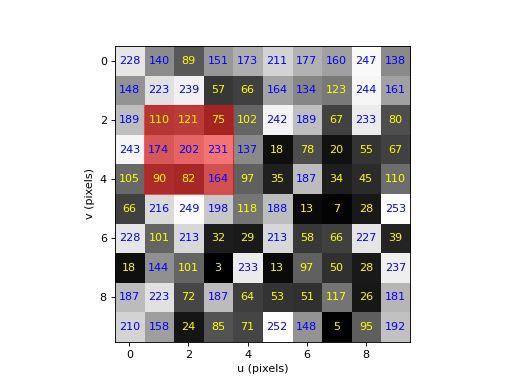 0 228 140 89 151 173 211 177 160 247 138
148 223 239 57 66 164 134 123 244 161
2 189 110 121 75 102 242 189 67 233 80
243 174 202 231 137 18 78 20 55 67
4 105 90 82 164 97 35 187 34 45 110
66 216 249 198 118 188 13 7 28 253
6 228 101 213 32 29 213 58 66 227 39
18 144 101 3 233 13 97 50 28 237
8 187 223 72 187 64 53 51 117 26 181
210 158 24 85 71 252 148 5 95 192
0 2 4 6 8
u (pixels)
v (pixels)